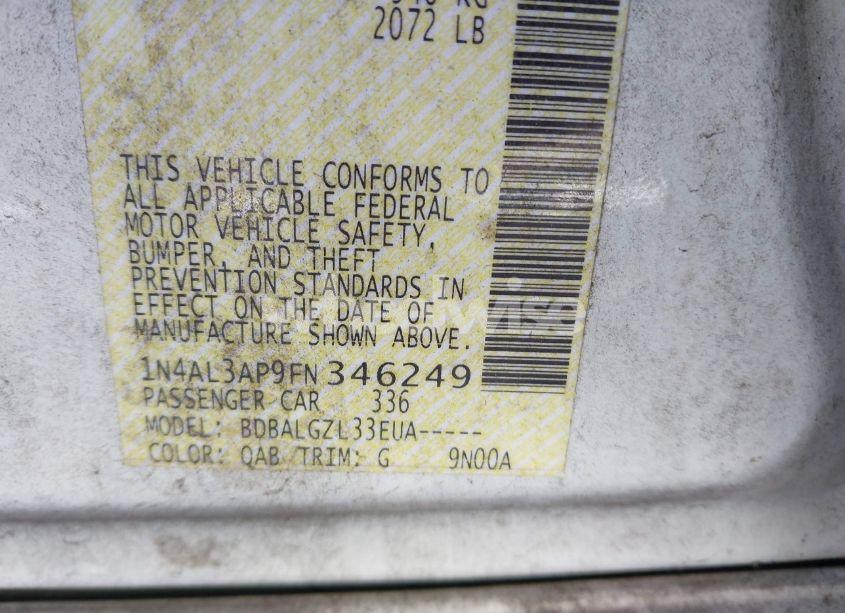 2072 LB
THIS VEHICLE CONFORMS TO
ALL APPLICABLE FEDERAL
MOTOR VEHICLE SAFETY,
BUMPER, AND THEFT
PREVENTION STANDARDS IN
EFFECT ON THE DATE OF
MANUFACTURE SHOWN ABOVE.
1N4AL3AP9FN346249
PASSENGER CAR 336
MODEL: BDBALGZL33EUA-----
COLOR: QAB TRIM: G 9N00A